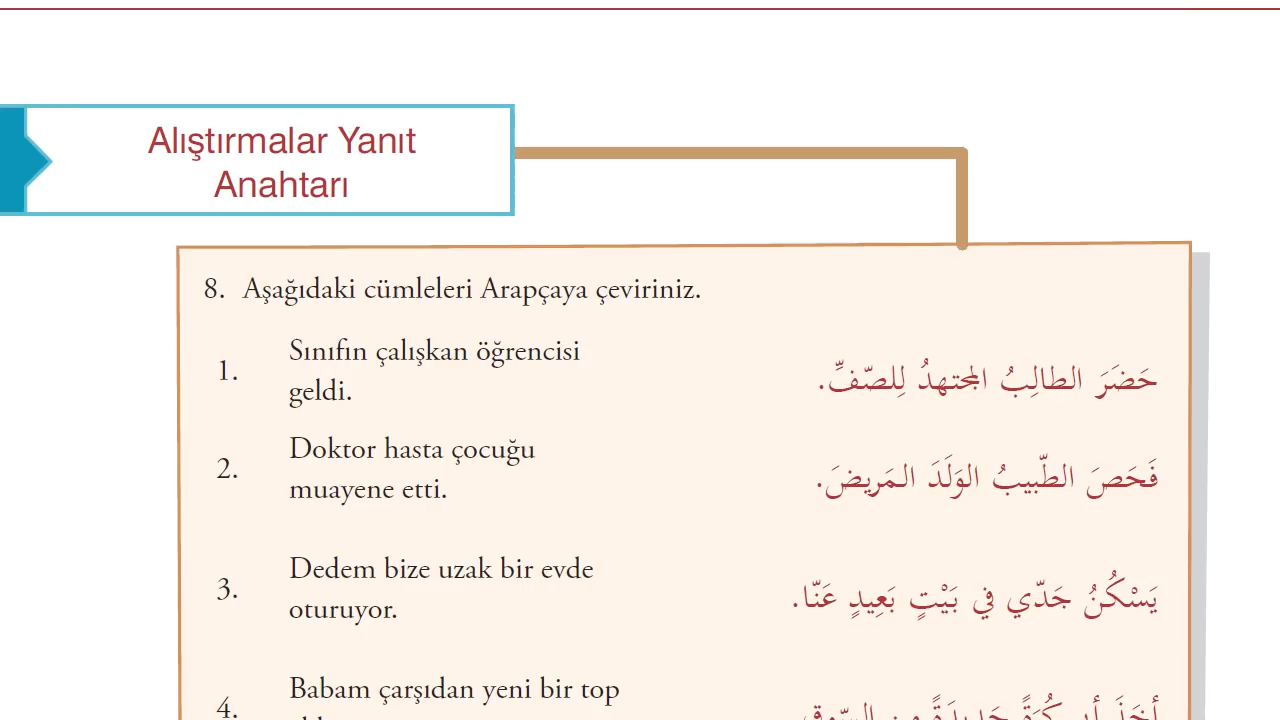 Alıştırmalar Yanıt
Anahtarı
8. Aşağıdaki cümleleri Arapçaya çeviriniz.
1. Sınıfın çalışkan öğrencisi
geldi.
حَضَرَ الطالِبُ المجتهدُ لِلصّفِّ.
2. Doktor hasta çocuğu
muayene etti.
فَحَصَ الطّبيبُ الوَلَدَ المَريضَ.
3. Dedem bize uzak bir evde
oturuyor.
يَسْكُنُ جَدّي في بَيْتٍ بَعِيدٍ عَنّا.
4. Babam çarşıdan yeni bir top